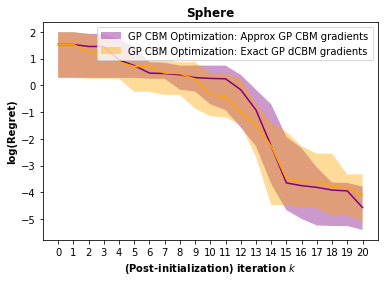 Sphere
GP CBM Optimization: Approx GP CBM gradients
GP CBM Optimization: Exact GP dCBM gradients
log(Regret)
2
1
0
−1
−2
−3
−4
−5
0 1 2 3 4 5 6 7 8 9 10 11 12 13 14 15 16 17 18 19 20
(Post-initialization) iteration k